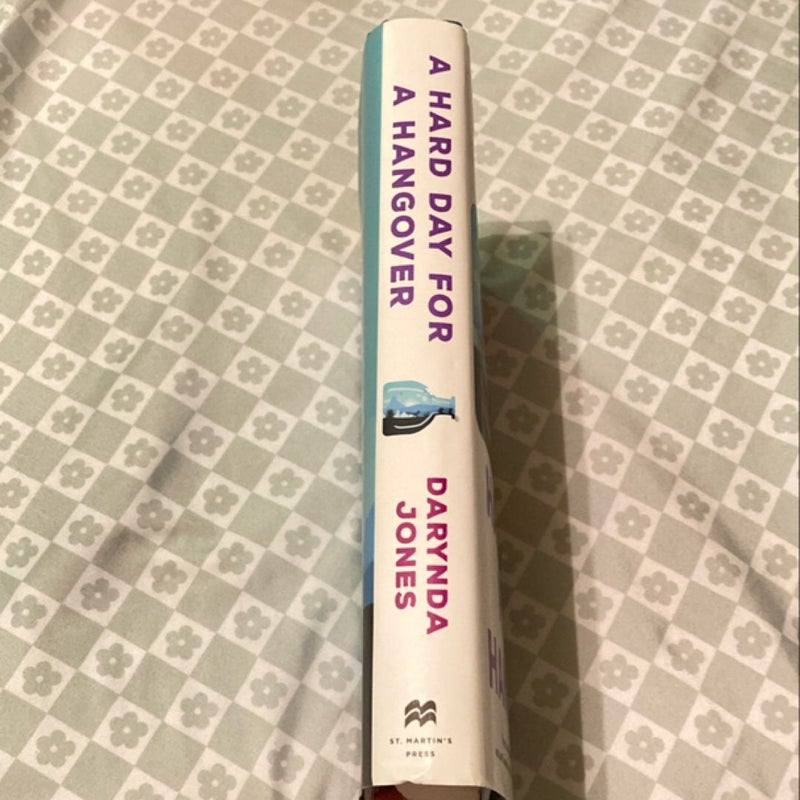 A HARD DAY FOR
A HANGOVER
DARYNDA
JONES
ST. MARTIN'S
PRESS